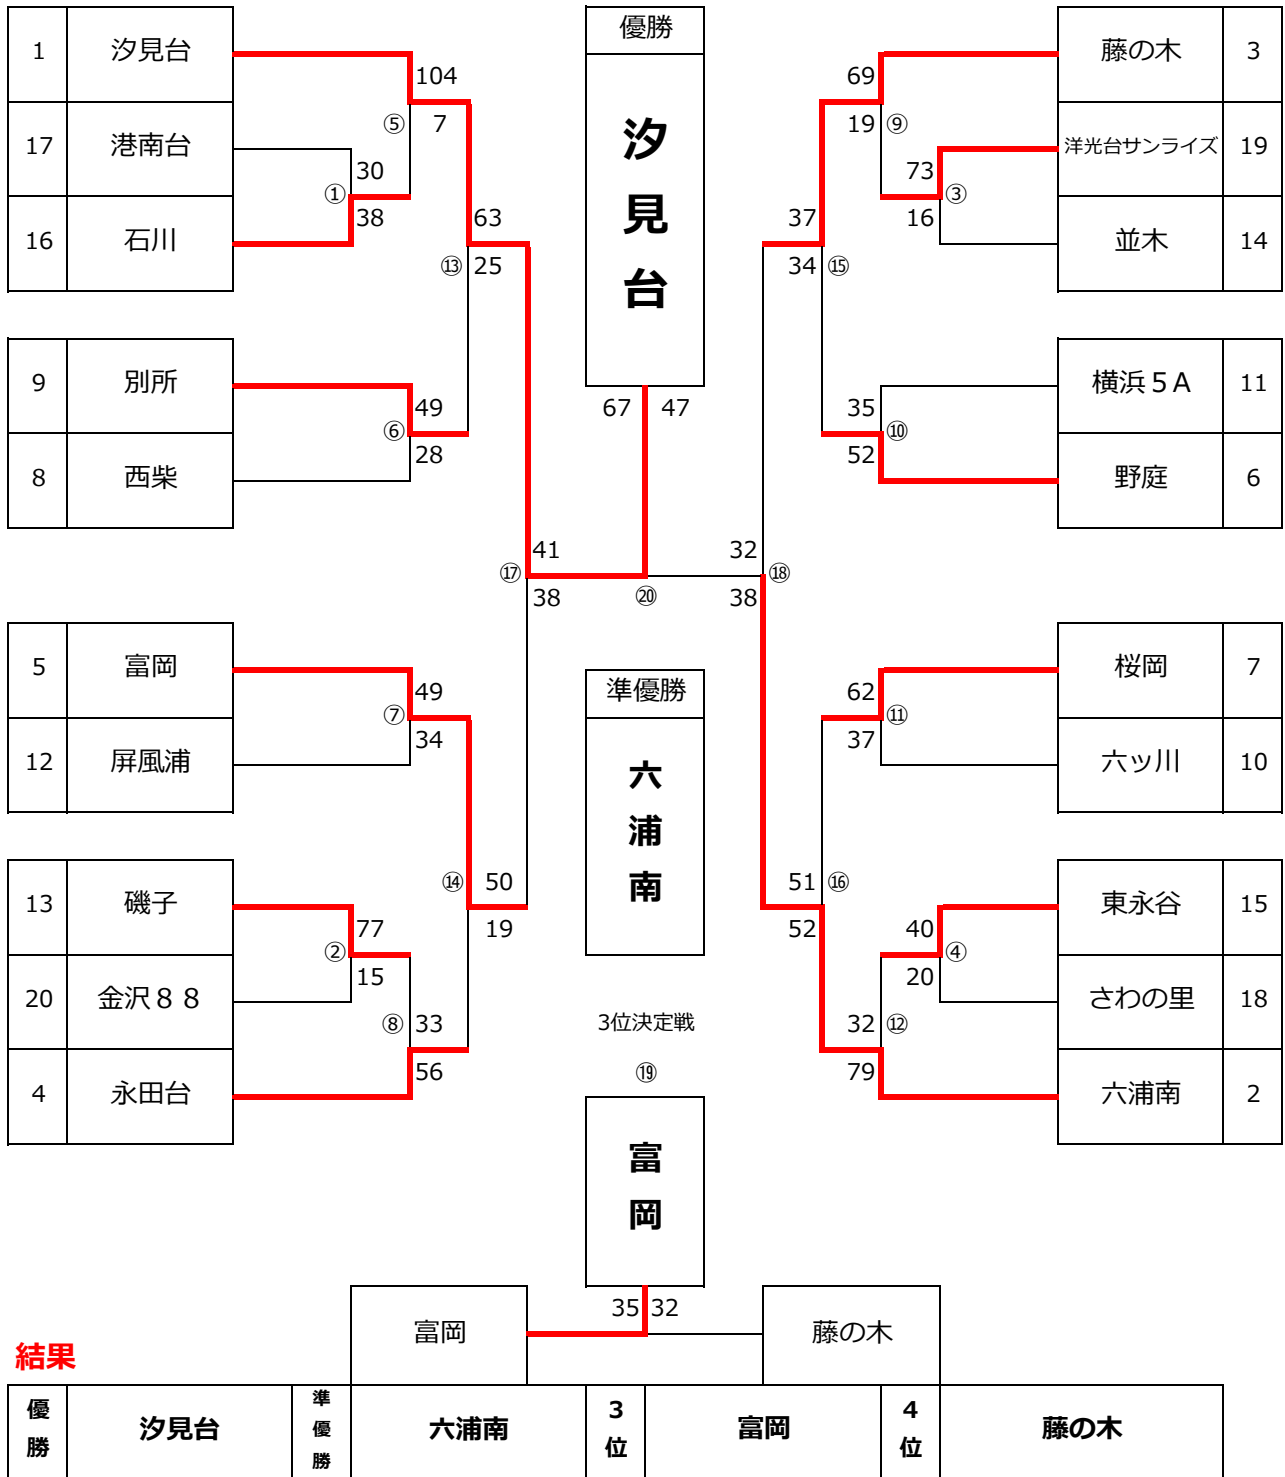 1 汐見台
17 港南台
16 石川
9 別所
8 西柴
5 富岡
12 屏風浦
13 磯子
20 金沢８８
4 永田台
104
⑤ 7
30
①
38
63
⑬ 25
49
⑥
28
41
⑰
38
49
⑦
34
⑭ 50
19
77
②
15
⑧ 33
56
優勝
汐見台
67 47
⑳
準優勝
六浦南
3位決定戦
⑲
富岡
35 32
富岡
藤の木
69
19 ⑨
73
③
16
37
34 ⑮
35
⑩
52
32
⑱
38
62
⑪
37
51 ⑯
52
40
④
20
32 ⑫
79
藤の木 3
洋光台サンライズ 19
並木 14
横浜５A 11
野庭 6
桜岡 7
六ッ川 10
東永谷 15
さわの里 18
六浦南 2
結果
優勝 汐見台 準優勝 六浦南 3位 富岡 4位 藤の木